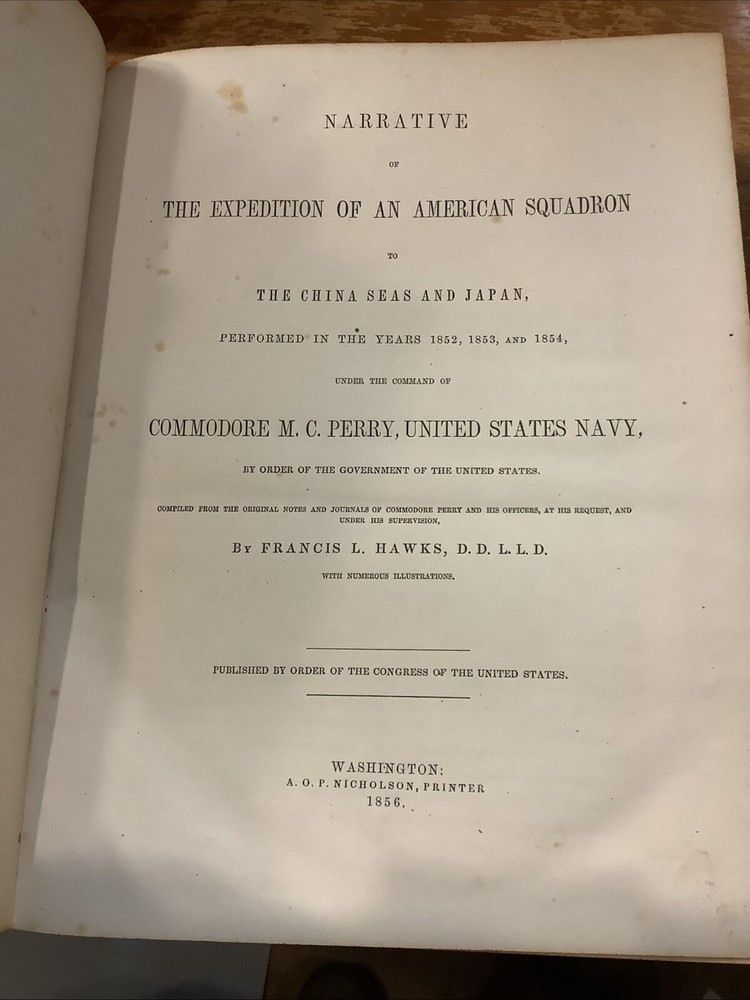 NARRATIVE
OF
THE EXPEDITION OF AN AMERICAN SQUADRON
TO
THE CHINA SEAS AND JAPAN,
PERFORMED IN THE YEARS 1852, 1853, AND 1854,
UNDER THE COMMAND OF
COMMODORE M. C. PERRY, UNITED STATES NAVY,
BY ORDER OF THE GOVERNMENT OF THE UNITED STATES.
COMPILED FROM THE ORIGINAL NOTES AND JOURNALS OF COMMODORE PERRY AND HIS OFFICERS, AT HIS REQUEST, AND
UNDER HIS SUPERVISION,
By FRANCIS L. HAWKS, D. D. L. L. D.
WITH NUMEROUS ILLUSTRATIONS.
PUBLISHED BY ORDER OF THE CONGRESS OF THE UNITED STATES.
WASHINGTON:
A. O. P. NICHOLSON, PRINTER
1856.